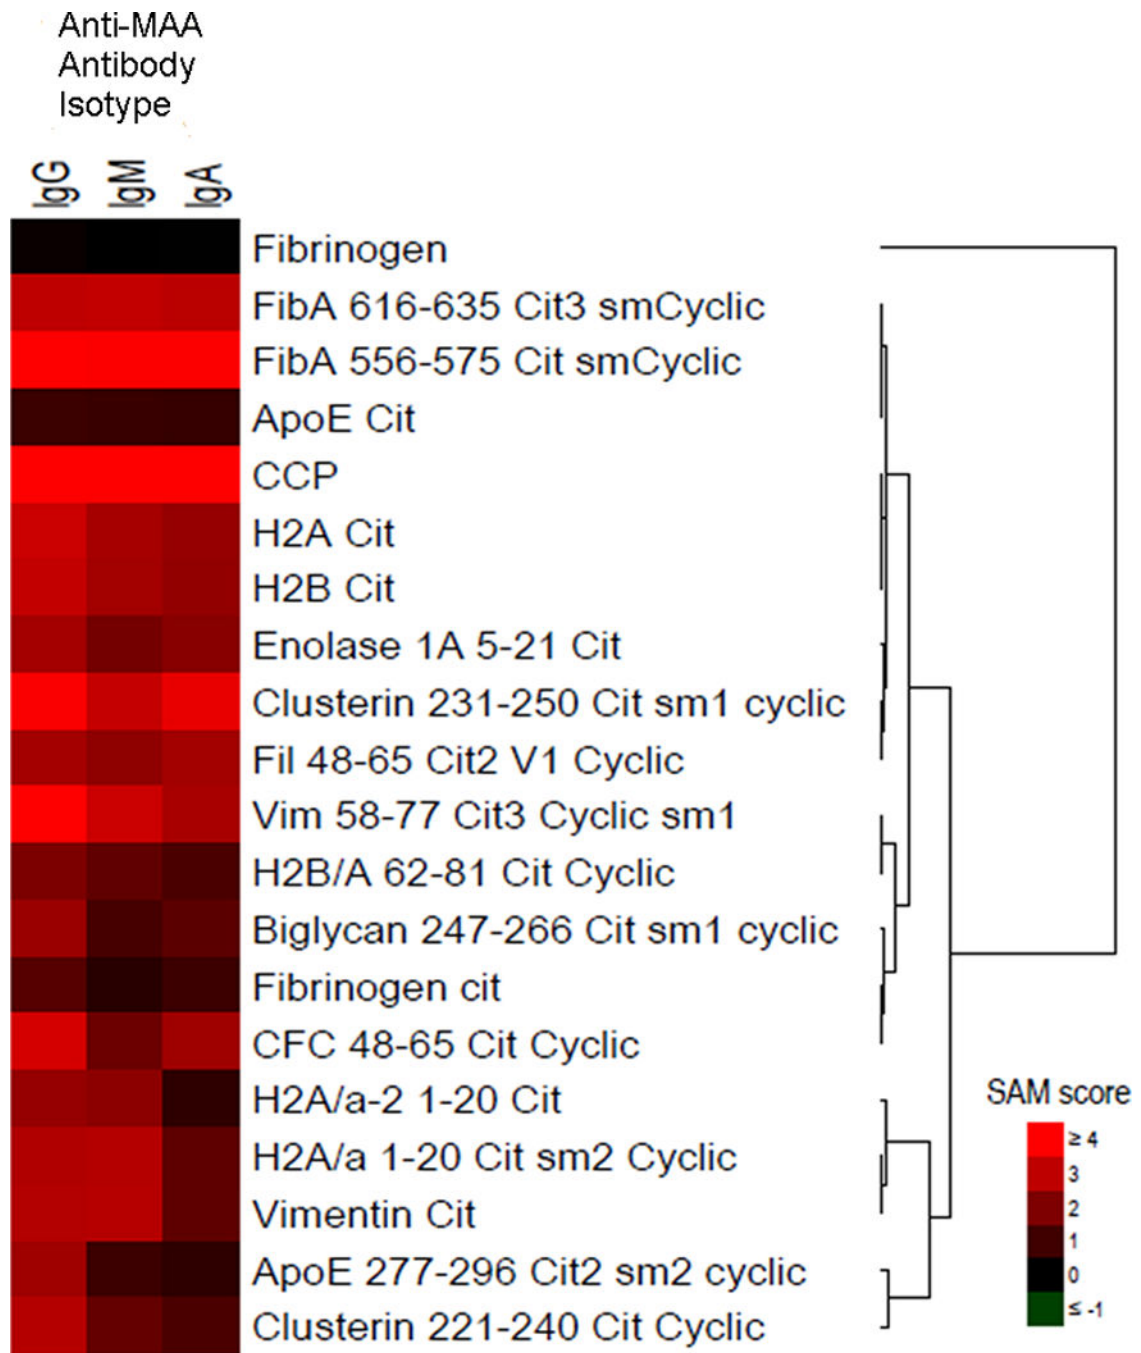 Anti-MAA
Antibody
Isotype
IgG IgM IgA
Fibrinogen
FibA 616-635 Cit3 smCyclic
FibA 556-575 Cit smCyclic
ApoE Cit
CCP
H2A Cit
H2B Cit
Enolase 1A 5-21 Cit
Clusterin 231-250 Cit sm1 cyclic
Fil 48-65 Cit2 V1 Cyclic
Vim 58-77 Cit3 Cyclic sm1
H2B/A 62-81 Cit Cyclic
Biglycan 247-266 Cit sm1 cyclic
Fibrinogen cit
CFC 48-65 Cit Cyclic
H2A/a-2 1-20 Cit
H2A/a 1-20 Cit sm2 Cyclic
Vimentin Cit
ApoE 277-296 Cit2 sm2 cyclic
Clusterin 221-240 Cit Cyclic
SAM score
≥ 4
3
2
1
0
≤ -1